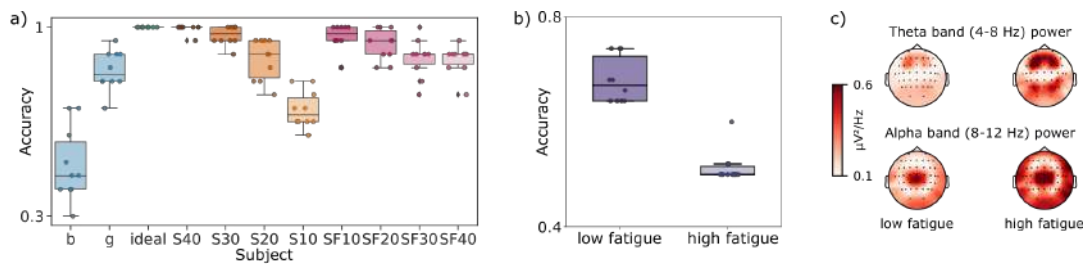 a)
1
Accuracy
0.3
b g ideal S40 S30 S20 S10 SF10 SF20 SF30 SF40
Subject
b)
0.8
Accuracy
0.4
low fatigue high fatigue
c)
Theta band (4-8 Hz) power
0.6
μV²/Hz
0.1
Alpha band (8-12 Hz) power
low fatigue high fatigue